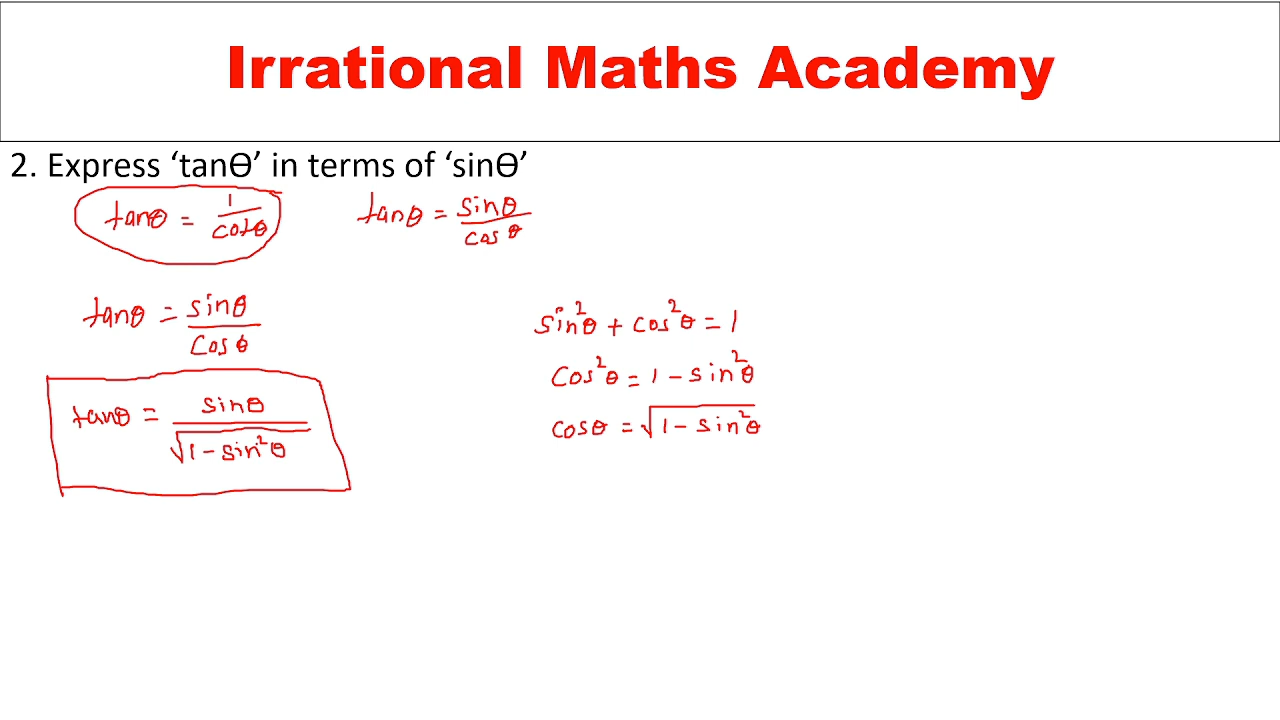 Irrational Maths Academy
2. Express ‘tanθ’ in terms of ‘sinθ’
tanθ = 1/cotθ
tanθ = sinθ/cosθ
tanθ = sinθ/cosθ
sin²θ + cos²θ = 1
cos²θ = 1 - sin²θ
tanθ = sinθ/√(1 - sin²θ)
cosθ = √(1 - sin²θ)